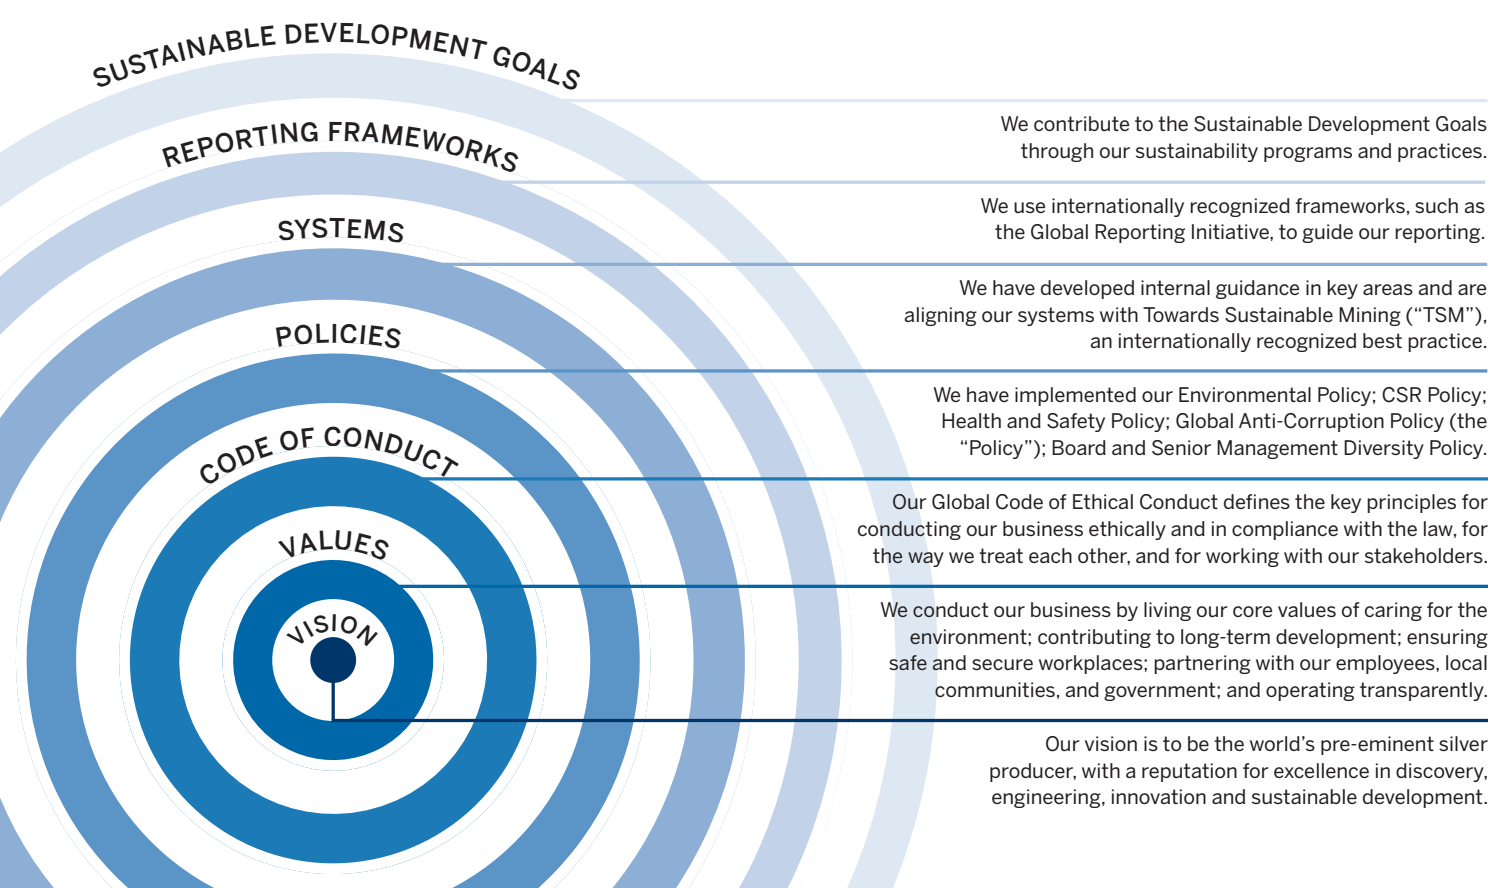 SUSTAINABLE DEVELOPMENT GOALS
We contribute to the Sustainable Development Goals
through our sustainability programs and practices.
REPORTING FRAMEWORKS
We use internationally recognized frameworks, such as
the Global Reporting Initiative, to guide our reporting.
SYSTEMS
We have developed internal guidance in key areas and are
aligning our systems with Towards Sustainable Mining (“TSM”),
an internationally recognized best practice.
POLICIES
We have implemented our Environmental Policy; CSR Policy;
Health and Safety Policy; Global Anti-Corruption Policy (the
“Policy”); Board and Senior Management Diversity Policy.
CODE OF CONDUCT
Our Global Code of Ethical Conduct defines the key principles for
conducting our business ethically and in compliance with the law, for
the way we treat each other, and for working with our stakeholders.
VALUES
We conduct our business by living our core values of caring for the
environment; contributing to long-term development; ensuring
safe and secure workplaces; partnering with our employees, local
communities, and government; and operating transparently.
VISION
Our vision is to be the world’s pre-eminent silver
producer, with a reputation for excellence in discovery,
engineering, innovation and sustainable development.